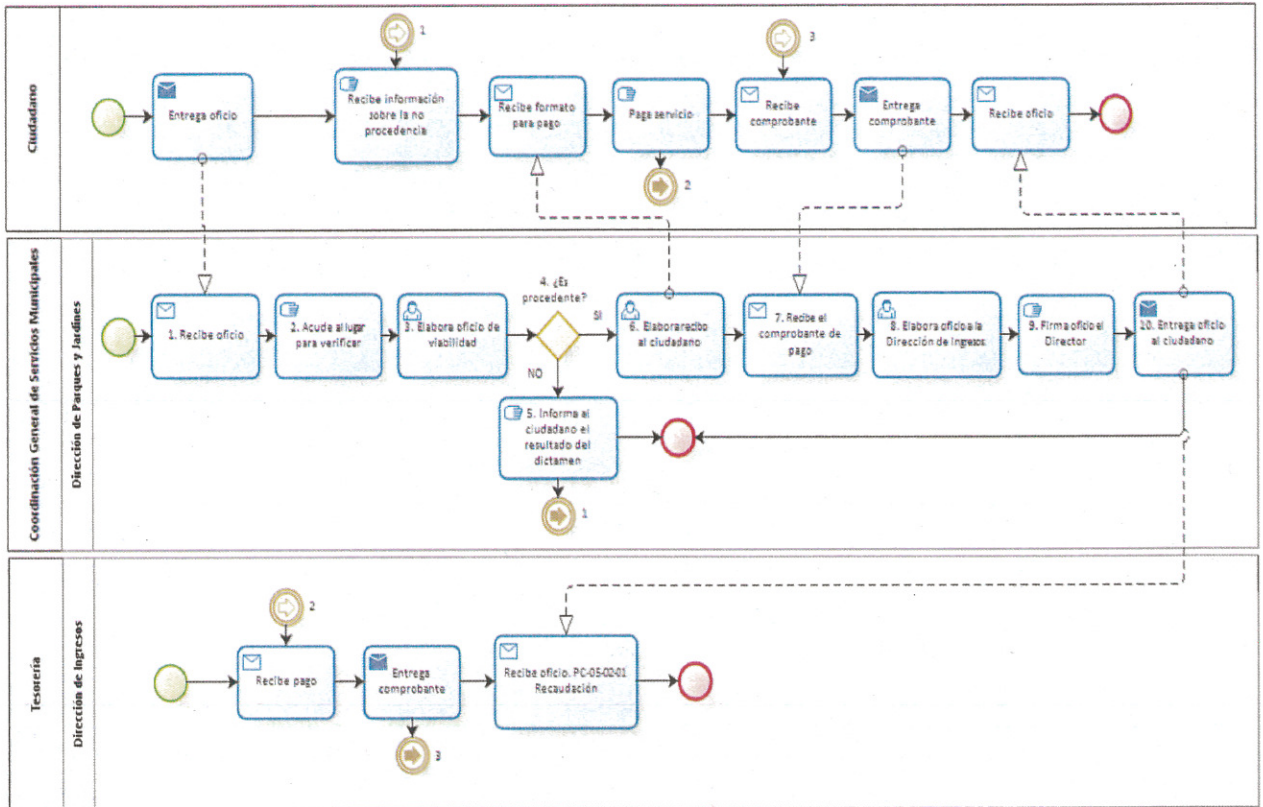 Ciudadano
1
3
Entrega oficio
Recibe información
sobre la no
procedencia
Recibe formato
para pago
Paga servicio
Recibe
comprobante
Entrega
comprobante
Recibe oficio
2
Coordinación General de Servicios Municipales
Dirección de Parques y Jardines
1. Recibe oficio
2. Acude al lugar
para verificar
3. Elabora oficio de
viabilidad
4. ¿Es
procedente?
SI
NO
6. Elabora recibo
al ciudadano
7. Recibe el
comprobante de
pago
8. Elabora oficio a la
Dirección de Ingresos
9. Firma oficio el
Director
10. Entrega oficio
al ciudadano
5. Informa al
ciudadano el
resultado del
dictamen
1
Tesorería
Dirección de Ingresos
2
Recibe pago
Entrega
comprobante
Recibe oficio. PC-05-02-01
Recaudación
3